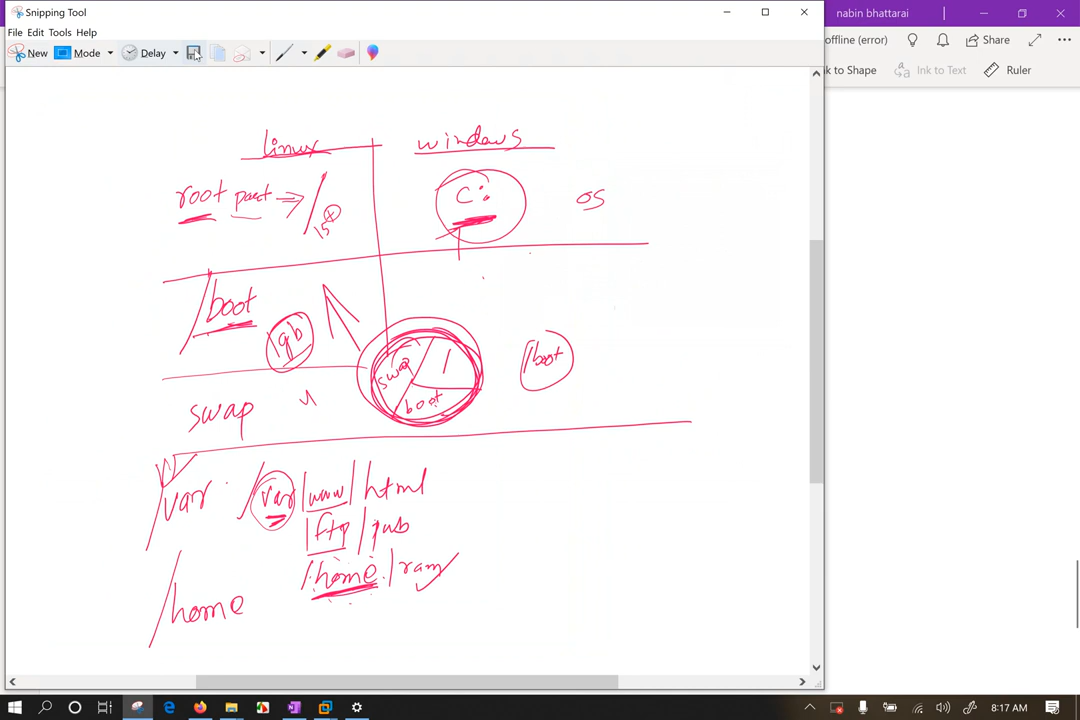 Snipping Tool
nabin bhattarai
File Edit Tools Help
offline (error)
Share
New Mode Delay
k to Shape
Ink to Text
Ruler
linux
windows
root part => / 15
C:
os
/boot
1gb
swap /
boot
/boot
swap
/var
/var/www/html
/ftp/pub
/home/ram
/home
8:17 AM